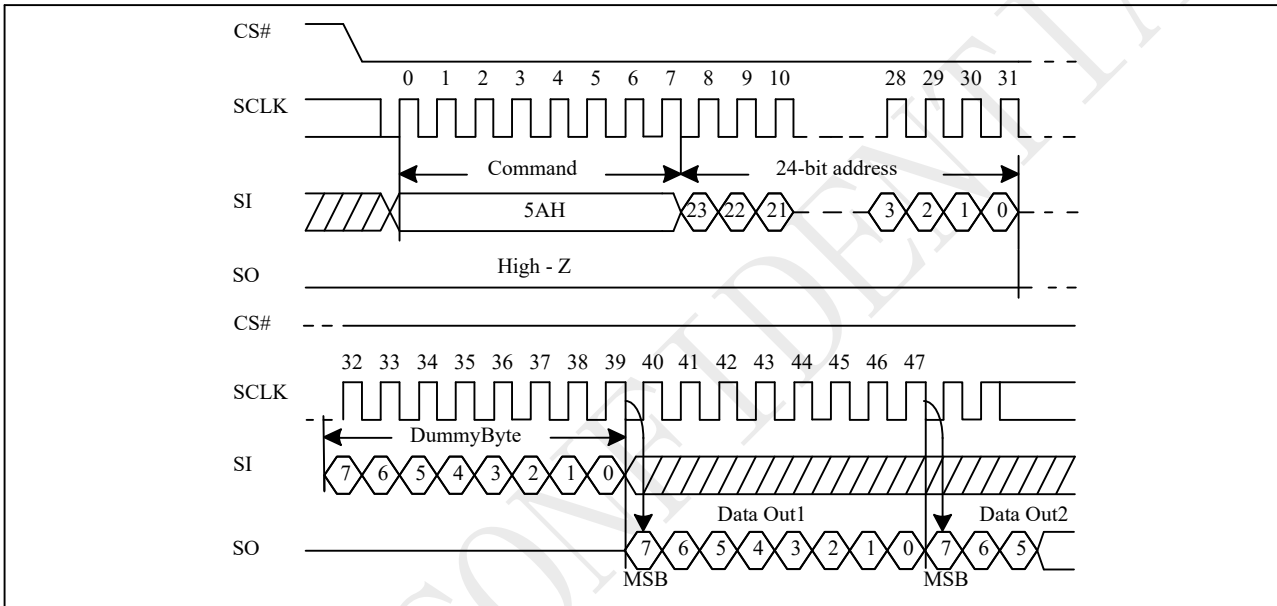 CS#
0 1 2 3 4 5 6 7 8 9 10 28 29 30 31
SCLK
Command 24-bit address
SI 5AH 23 22 21 3 2 1 0
SO High - Z
CS#
32 33 34 35 36 37 38 39 40 41 42 43 44 45 46 47
SCLK
DummyByte
SI 7 6 5 4 3 2 1 0
Data Out1 Data Out2
SO 7 6 5 4 3 2 1 0 7 6 5
MSB MSB
CONFIDENTIA